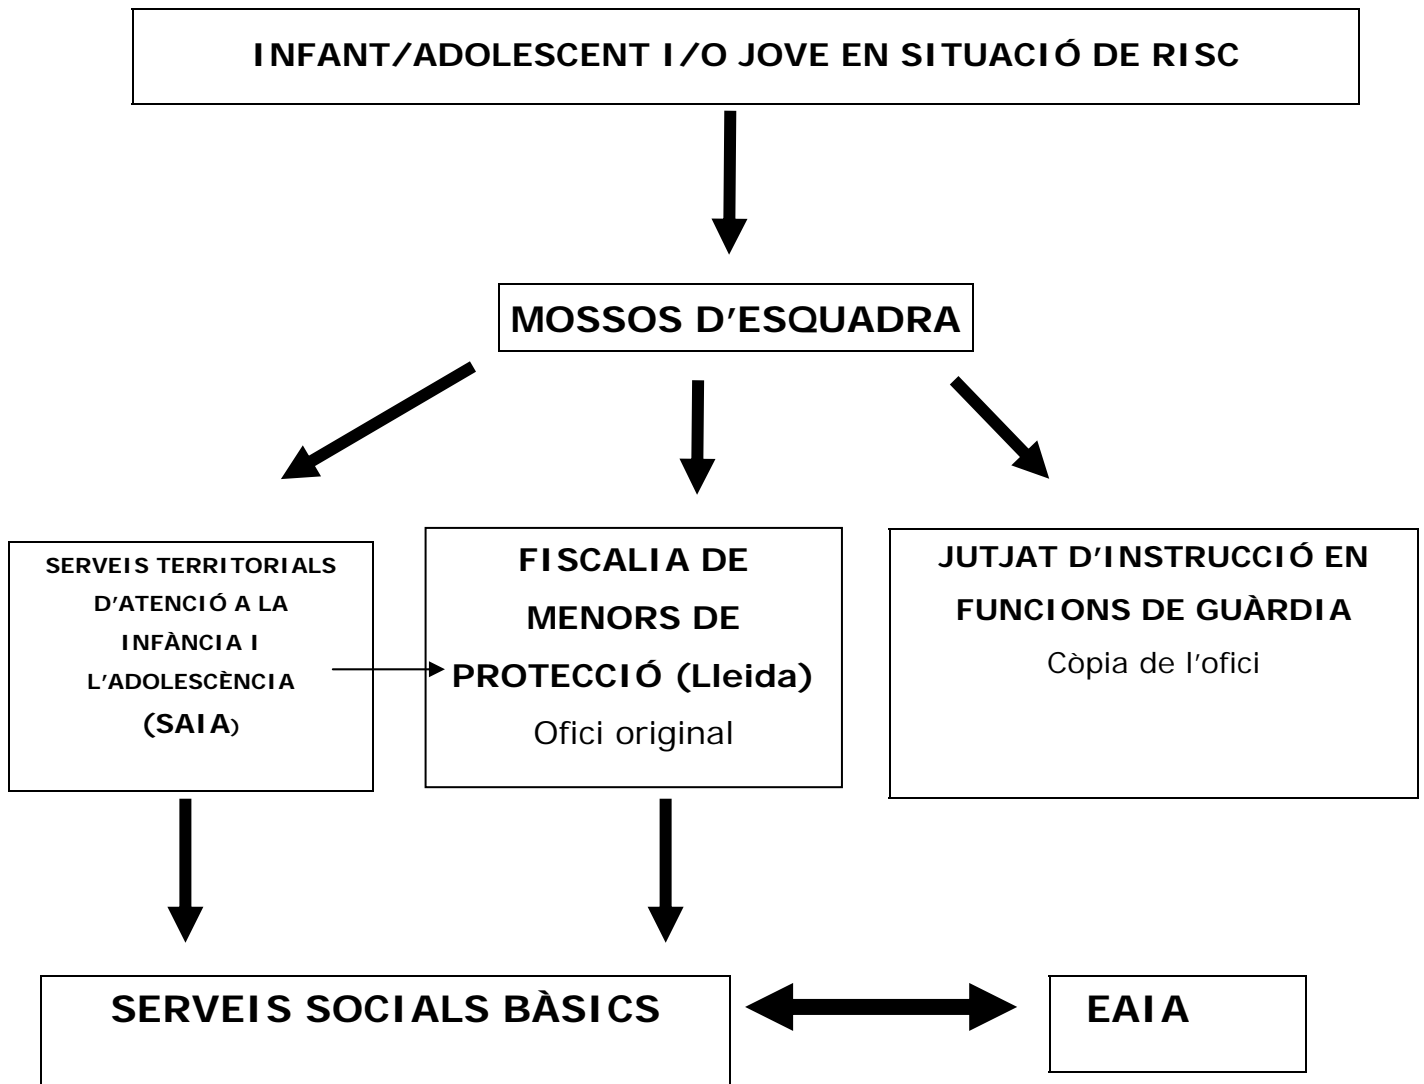 INFANT/ADOLESCENT I/O JOVE EN SITUACIÓ DE RISC
MOSSOS D'ESQUADRA
SERVEIS TERRITORIALS
D'ATENCIÓ A LA
INFÀNCIA I
L'ADOLESCÈNCIA
(SAIA)
FISCALIA DE
MENORS DE
PROTECCIÓ (Lleida)
Ofici original
JUTJAT D'INSTRUCCIÓ EN
FUNCIONS DE GUÀRDIA
Còpia de l'ofici
SERVEIS SOCIALS BÀSICS
EAIA